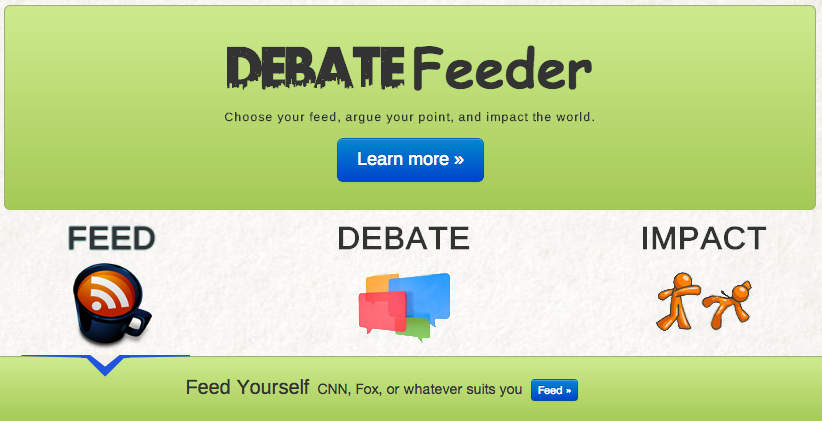 DEBATE Feeder
Choose your feed, argue your point, and impact the world.
Learn more »
FEED DEBATE IMPACT
Feed Yourself CNN, Fox, or whatever suits you Feed »